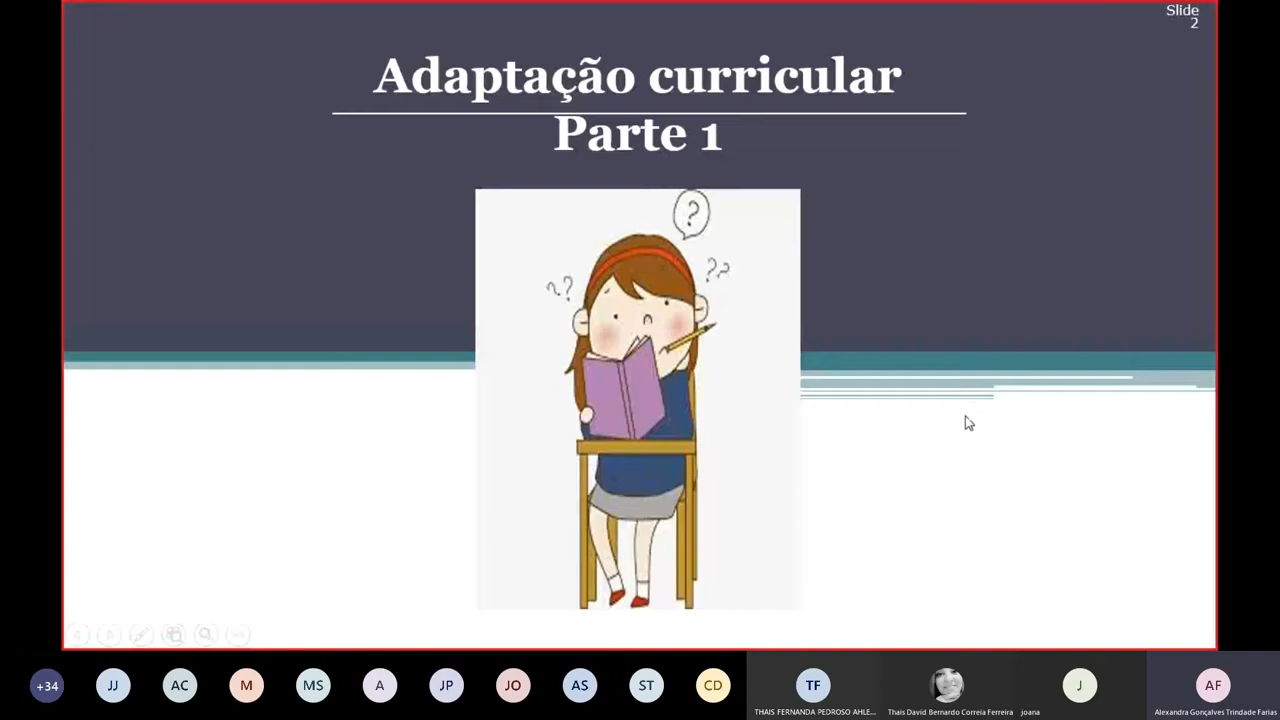 Slide
2
Adaptação curricular
Parte 1
?
??
??
+34
JJ
AC
M
MS
A
JP
JO
AS
ST
CD
TF
J
AF
THAIS FERNANDA PEDROSO AHLE...
Thais David Bernardo Correia Ferreira
joana
Alexandra Gonçalves Trindade Farias